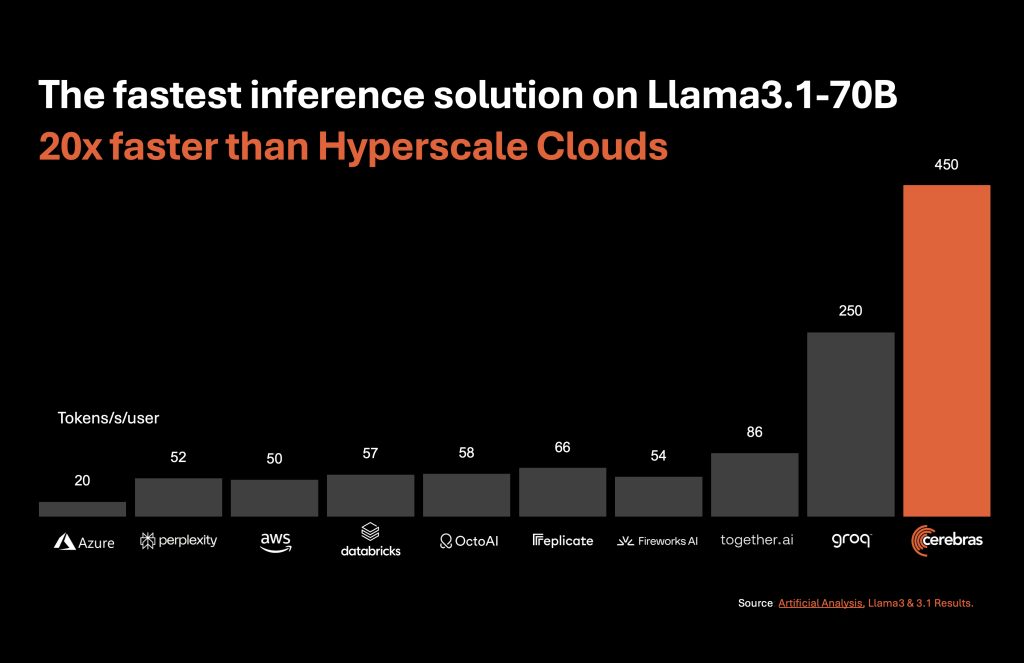 The fastest inference solution on Llama3.1-70B
20x faster than Hyperscale Clouds
450
250
Tokens/s/user
86
66
58
57
54
52
50
20
Azure
perplexity
aws
databricks
OctoAI
Replicate
Fireworks AI
together.ai
groq
cerebras
Source Artificial Analysis, Llama3 & 3.1 Results.